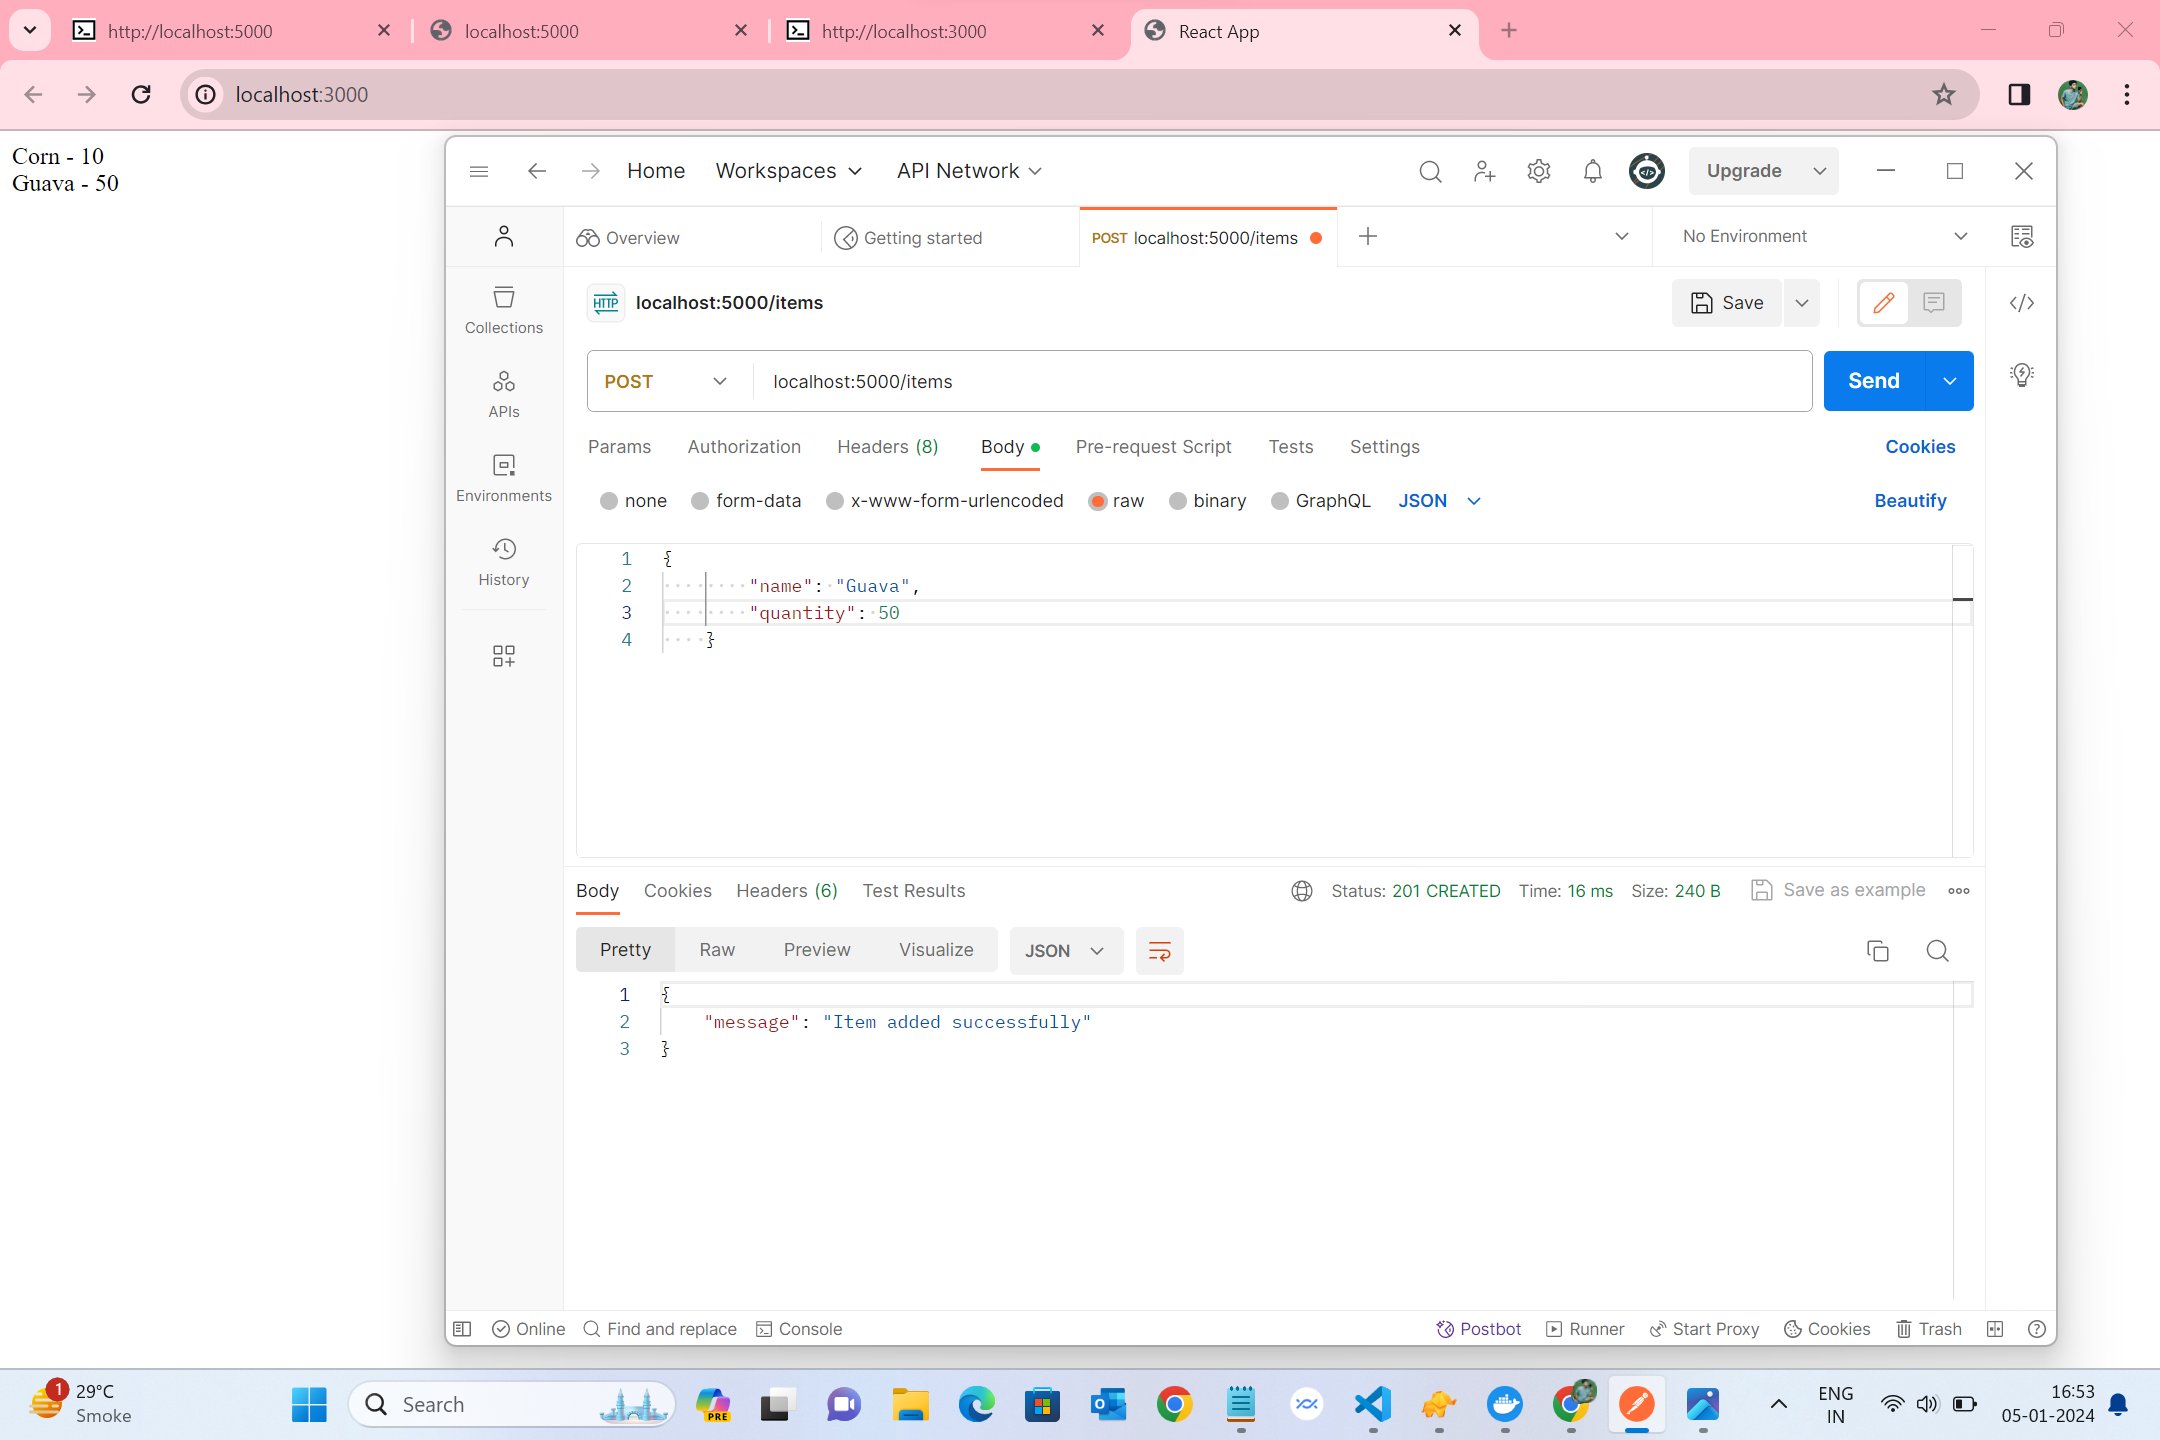 http://localhost:5000
localhost:5000
http://localhost:3000
React App
localhost:3000
Corn - 10
Guava - 50
Home Workspaces API Network Upgrade
Overview Getting started POST localhost:5000/items No Environment
HTTP localhost:5000/items Save
Collections
APIs
Environments
History
POST localhost:5000/items Send
Params Authorization Headers (8) Body Pre-request Script Tests Settings Cookies
none form-data x-www-form-urlencoded raw binary GraphQL JSON Beautify
1 {
2 "name": "Guava",
3 "quantity": 50
4 }
Body Cookies Headers (6) Test Results Status: 201 CREATED Time: 16 ms Size: 240 B Save as example
Pretty Raw Preview Visualize JSON
1 {
2 "message": "Item added successfully"
3 }
Online Find and replace Console Postbot Runner Start Proxy Cookies Trash
1 29°C
Smoke
Search
PRE
ENG
IN
16:53
05-01-2024